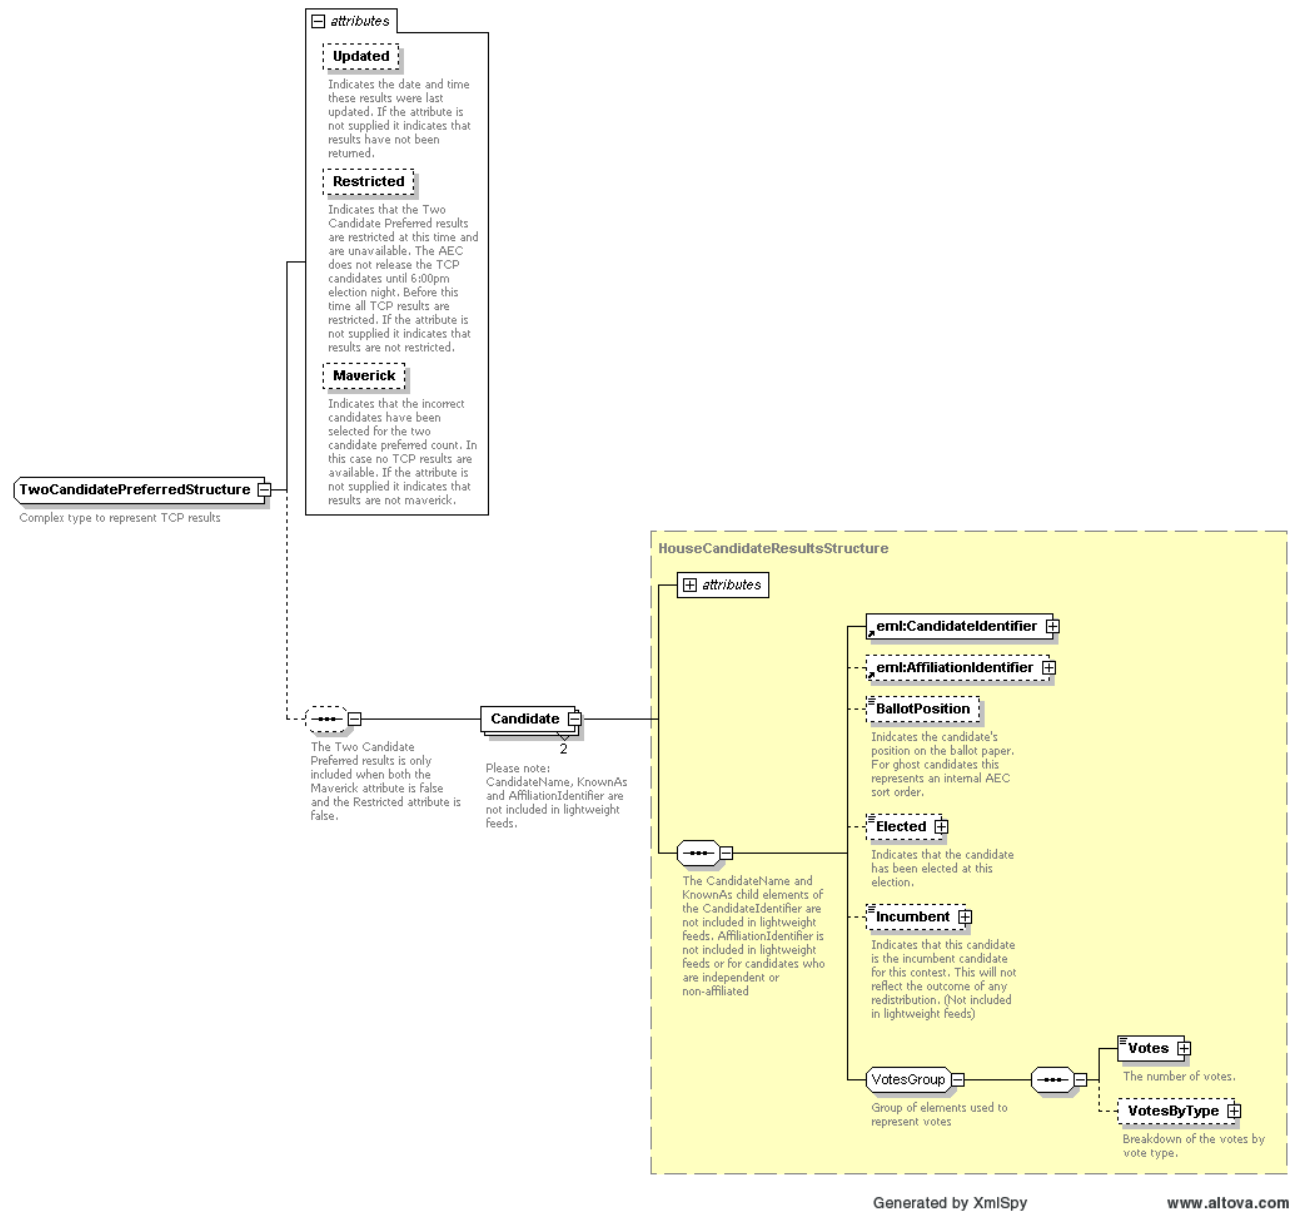 attributes
Updated
Indicates the date and time
these results were last
updated. If the attribute is
not supplied it indicates that
results have not been
returned.
Restricted
Indicates that the Two
Candidate Preferred results
are restricted at this time and
are unavailable. The AEC
does not release the TCP
candidates until 6:00pm
election night. Before this
time all TCP results are
restricted. If the attribute is
not supplied it indicates that
results are not restricted.
Maverick
Indicates that the incorrect
candidates have been
selected for the two
candidate preferred count. In
this case no TCP results are
available. If the attribute is
not supplied it indicates that
results are not maverick.
TwoCandidatePreferredStructure
Complex type to represent TCP results
The Two Candidate
Preferred results is only
included when both the
Maverick attribute is false
and the Restricted attribute is
false.
Candidate
2
Please note:
CandidateName, KnownAs
and AffiliationIdentifier are
not included in lightweight
feeds.
HouseCandidateResultsStructure
attributes
The CandidateName and
KnownAs child elements of
the CandidateIdentifier are
not included in lightweight
feeds. AffiliationIdentifier is
not included in lightweight
feeds or for candidates who
are independent or
non-affiliated
eml:CandidateIdentifier
eml:AffiliationIdentifier
BallotPosition
Inidcates the candidate's
position on the ballot paper.
For ghost candidates this
represents an internal AEC
sort order.
Elected
Indicates that the candidate
has been elected at this
election.
Incumbent
Indicates that this candidate
is the incumbent candidate
for this contest. This will not
reflect the outcome of any
redistribution. (Not included
in lightweight feeds)
VotesGroup
Group of elements used to
represent votes
Votes
The number of votes.
VotesByType
Breakdown of the votes by
vote type.
Generated by XmlSpy
www.altova.com